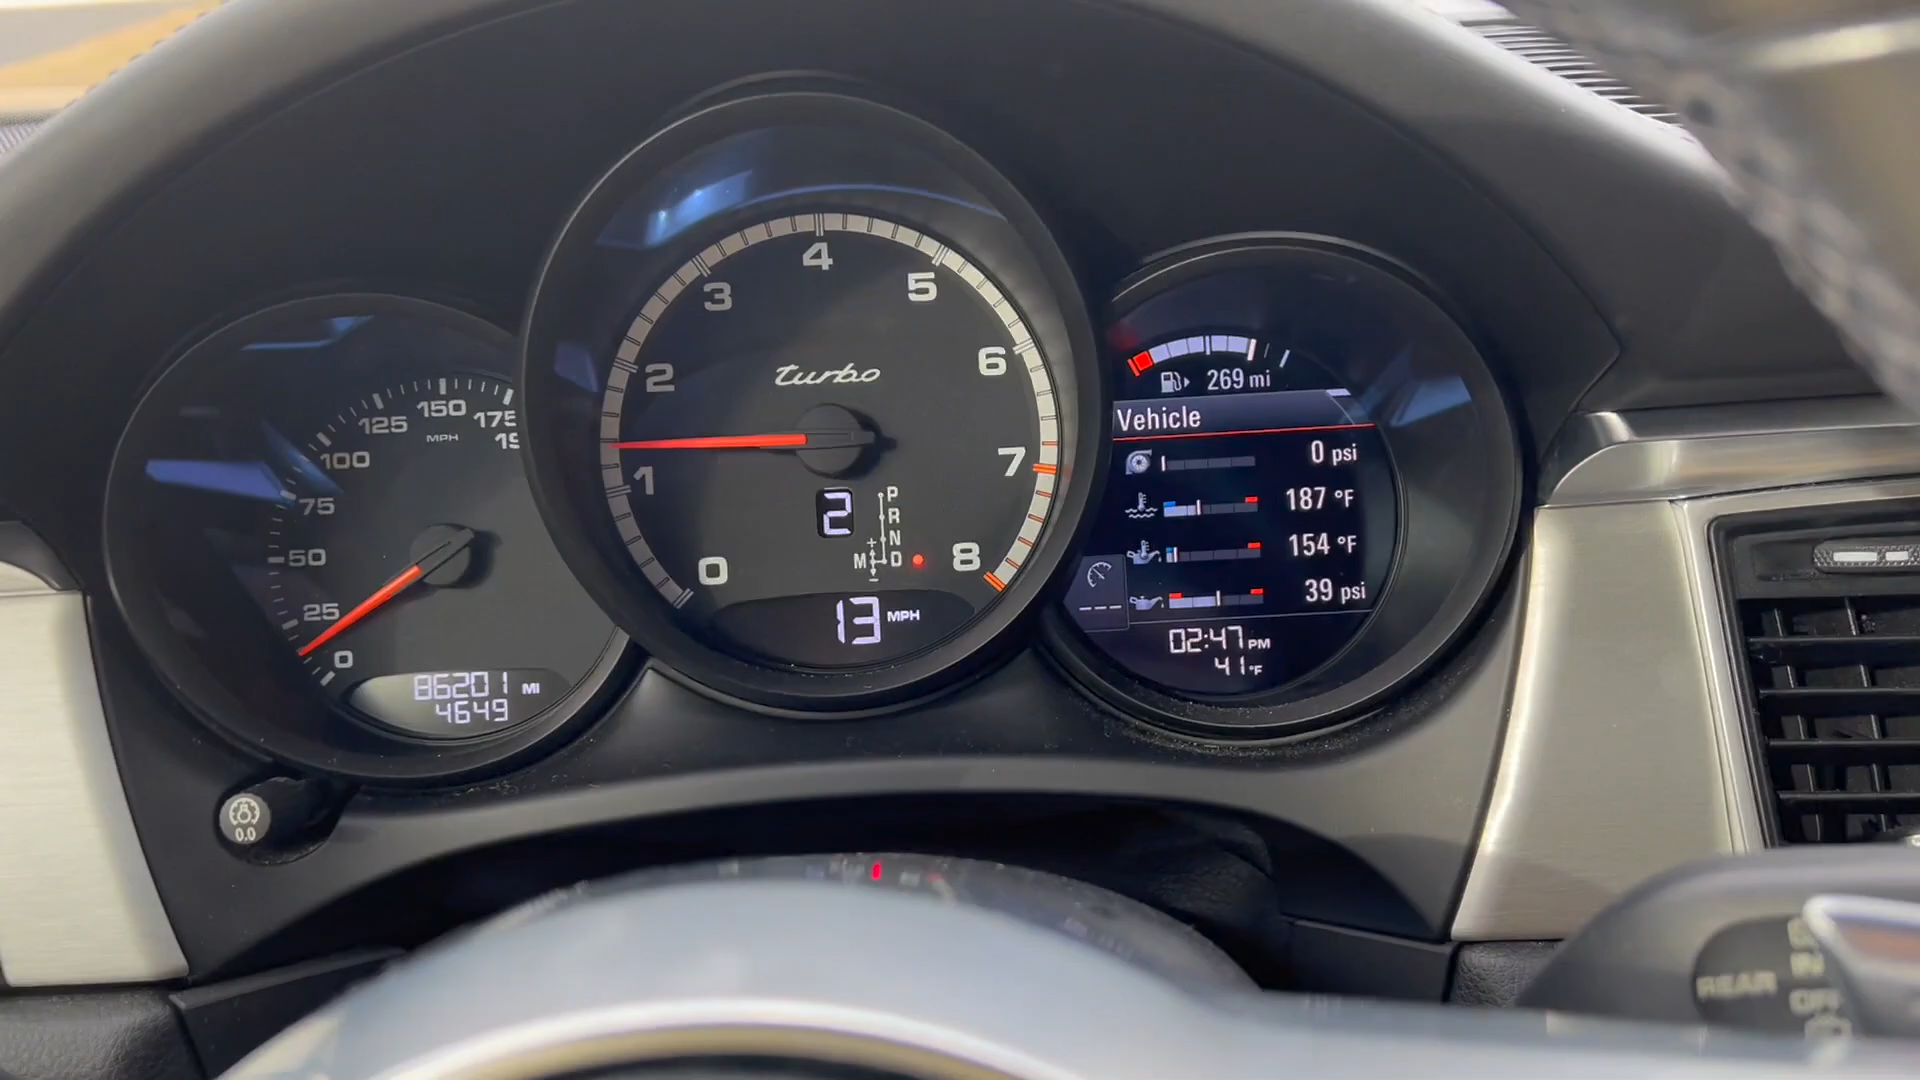 0
25
50
75
100
125
150
175
19
MPH
86201 MI
4649
0.0
0
1
2
3
4
5
6
7
8
turbo
2
P
R
N
D
M
+
−
13 MPH
269 mi
Vehicle
0 psi
187 °F
154 °F
39 psi
---
02:47 PM
41 °F
REAR